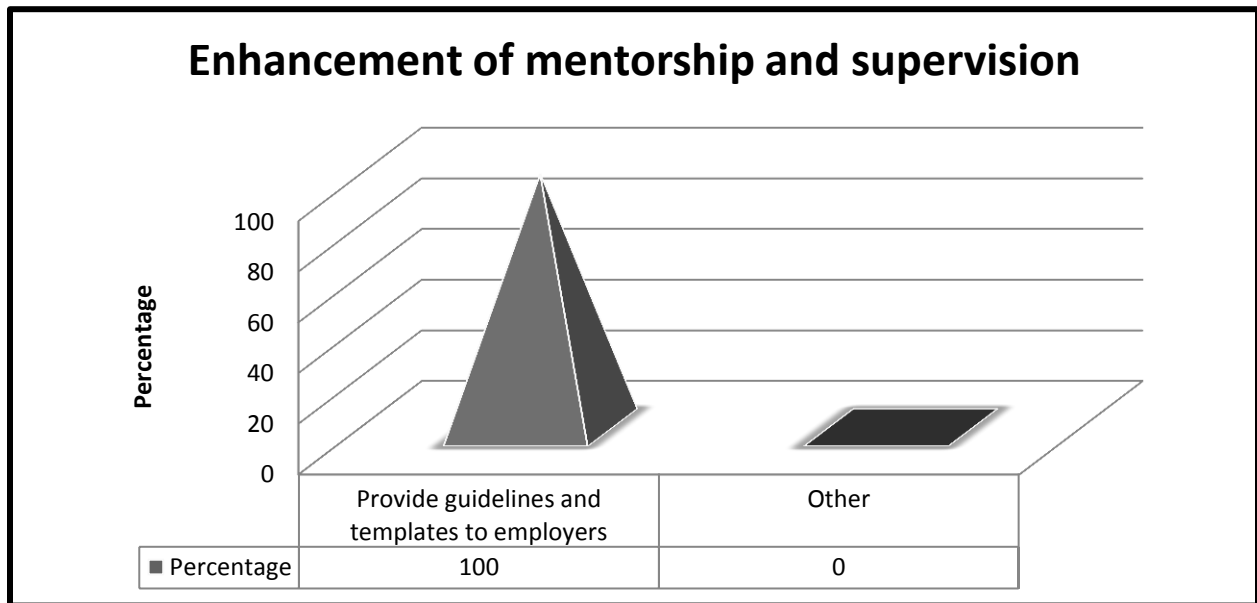 Enhancement of mentorship and supervision
Percentage
100
80
60
40
20
0
Provide guidelines and
templates to employers
Other
Percentage
100
0